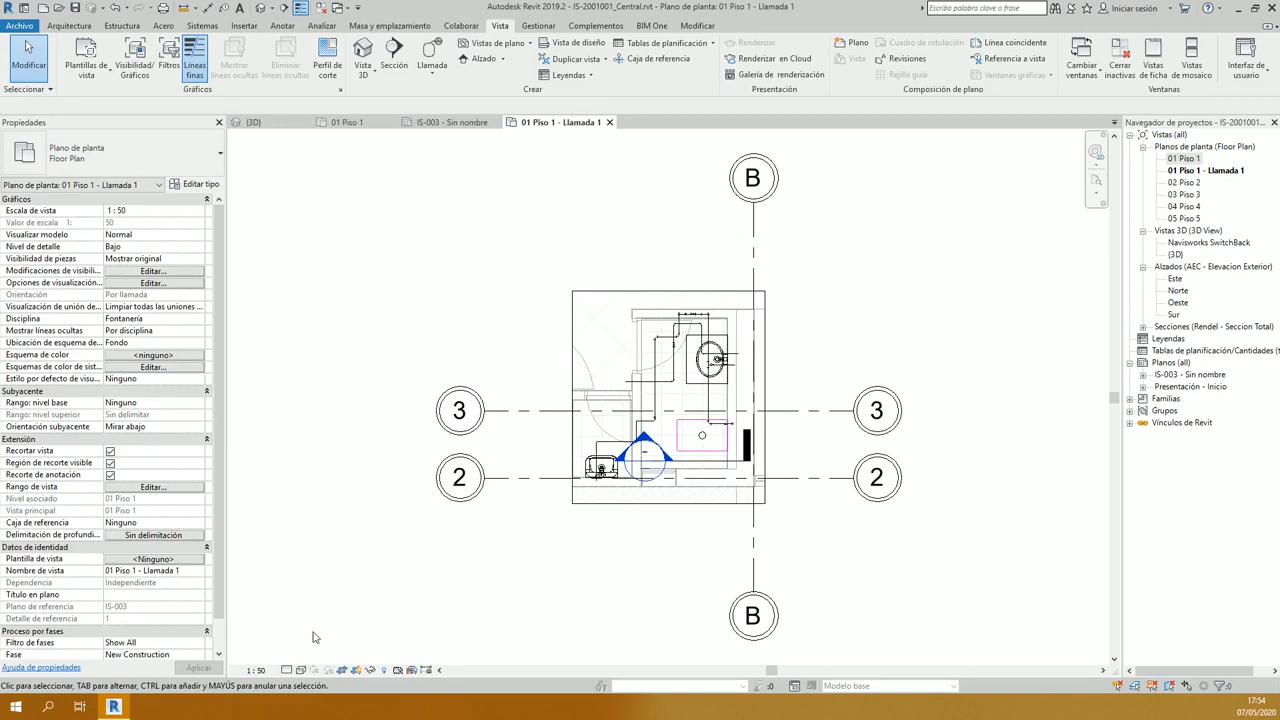 Autodesk Revit 2019.2 - IS-2001001_Central.rvt - Plano de planta: 01 Piso 1 - Llamada 1
Escriba palabra clave o frase
Iniciar sesión
Archivo Arquitectura Estructura Acero Sistemas Insertar Anotar Analizar Masa y emplazamiento Colaborar Vista Gestionar Complementos BIM One Modificar
Modificar
Plantillas de vista
Visibilidad/ Gráficos
Filtros
Líneas finas
Mostrar líneas ocultas
Eliminar líneas ocultas
Perfil de corte
Vista 3D
Sección
Llamada
Vistas de plano
Alzado
Vista de diseño
Duplicar vista
Leyendas
Tablas de planificación
Caja de referencia
Renderizar
Renderizar en Cloud
Galería de renderización
Plano
Vista
Cuadro de rotulación
Revisiones
Rejilla guía
Línea coincidente
Referencia a vista
Ventanas gráficas
Cambiar ventanas
Cerrar inactivas
Vistas de ficha
Vistas de mosaico
Interfaz de usuario
Seleccionar Gráficos Crear Presentación Composición de plano Ventanas
Propiedades
{3D}
01 Piso 1
IS-003 - Sin nombre
01 Piso 1 - Llamada 1
Navegador de proyectos - IS-2001001...
Plano de planta
Floor Plan
Plano de planta: 01 Piso 1 - Llamada 1
Editar tipo
Gráficos
Escala de vista 1 : 50
Valor de escala 1: 50
Visualizar modelo Normal
Nivel de detalle Bajo
Visibilidad de piezas Mostrar original
Modificaciones de visibili... Editar...
Opciones de visualización... Editar...
Orientación Por llamada
Visualización de unión de... Limpiar todas las uniones ...
Disciplina Fontanería
Mostrar líneas ocultas Por disciplina
Ubicación de esquema de ... Fondo
Esquema de color <ninguno>
Esquemas de color de sist... Editar...
Estilo por defecto de visu... Ninguno
Subyacente
Rango: nivel base Ninguno
Rango: nivel superior Sin delimitar
Orientación subyacente Mirar abajo
Extensión
Recortar vista
Región de recorte visible
Recorte de anotación
Rango de vista Editar...
Nivel asociado 01 Piso 1
Vista principal 01 Piso 1
Caja de referencia Ninguno
Delimitación de profundi... Sin delimitación
Datos de identidad
Plantilla de vista <Ninguno>
Nombre de vista 01 Piso 1 - Llamada 1
Dependencia Independiente
Título en plano
Plano de referencia IS-003
Detalle de referencia 1
Proceso por fases
Filtro de fases Show All
Fase New Construction
Ayuda de propiedades
Aplicar
B
3
3
2
2
B
Vistas (all)
Planos de planta (Floor Plan)
01 Piso 1
01 Piso 1 - Llamada 1
02 Piso 2
03 Piso 3
04 Piso 4
05 Piso 5
Vistas 3D (3D View)
Navisworks SwitchBack
{3D}
Alzados (AEC - Elevacion Exterior)
Este
Norte
Oeste
Sur
Secciones (Rendel - Seccion Total)
Leyendas
Tablas de planificación/Cantidades (t
Planos (all)
IS-003 - Sin nombre
Presentación - Inicio
Familias
Grupos
Vínculos de Revit
1 : 50
Clic para seleccionar, TAB para alternar, CTRL para añadir y MAYÚS para anular una selección.
:0
Modelo base
:0
17:54
07/05/2020